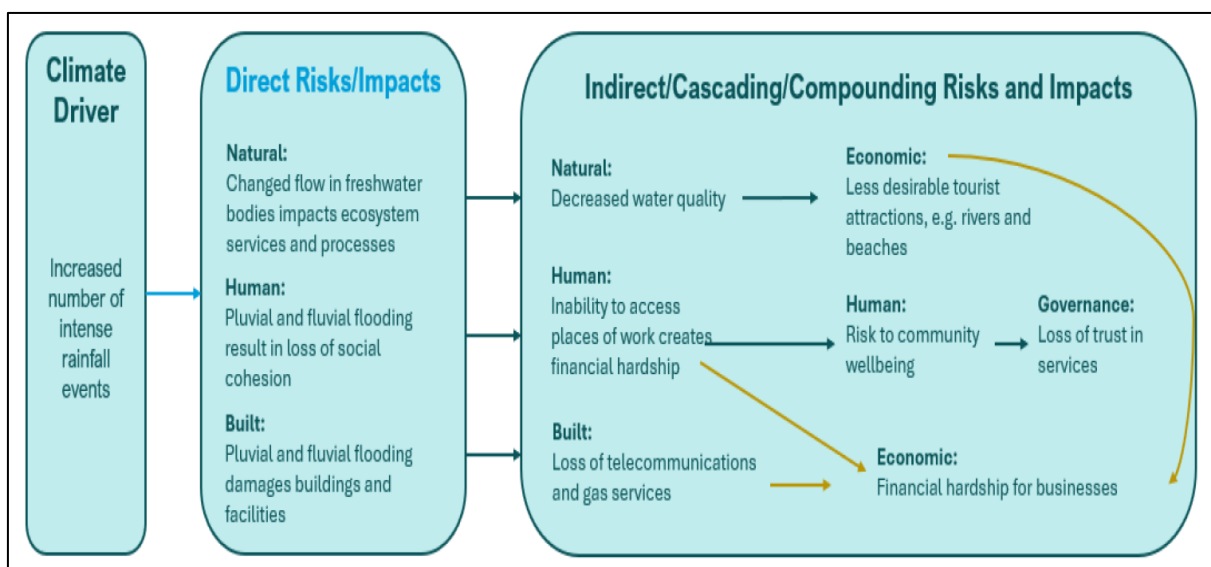 Climate
Driver
Increased
number of
intense
rainfall
events
Direct Risks/Impacts
Natural:
Changed flow in freshwater
bodies impacts ecosystem
services and processes
Human:
Pluvial and fluvial flooding
result in loss of social
cohesion
Built:
Pluvial and fluvial flooding
damages buildings and
facilities
Indirect/Cascading/Compounding Risks and Impacts
Natural:
Decreased water quality
Economic:
Less desirable tourist
attractions, e.g. rivers and
beaches
Human:
Inability to access
places of work creates
financial hardship
Human:
Risk to community
wellbeing
Governance:
Loss of trust in
services
Built:
Loss of telecommunications
and gas services
Economic:
Financial hardship for businesses